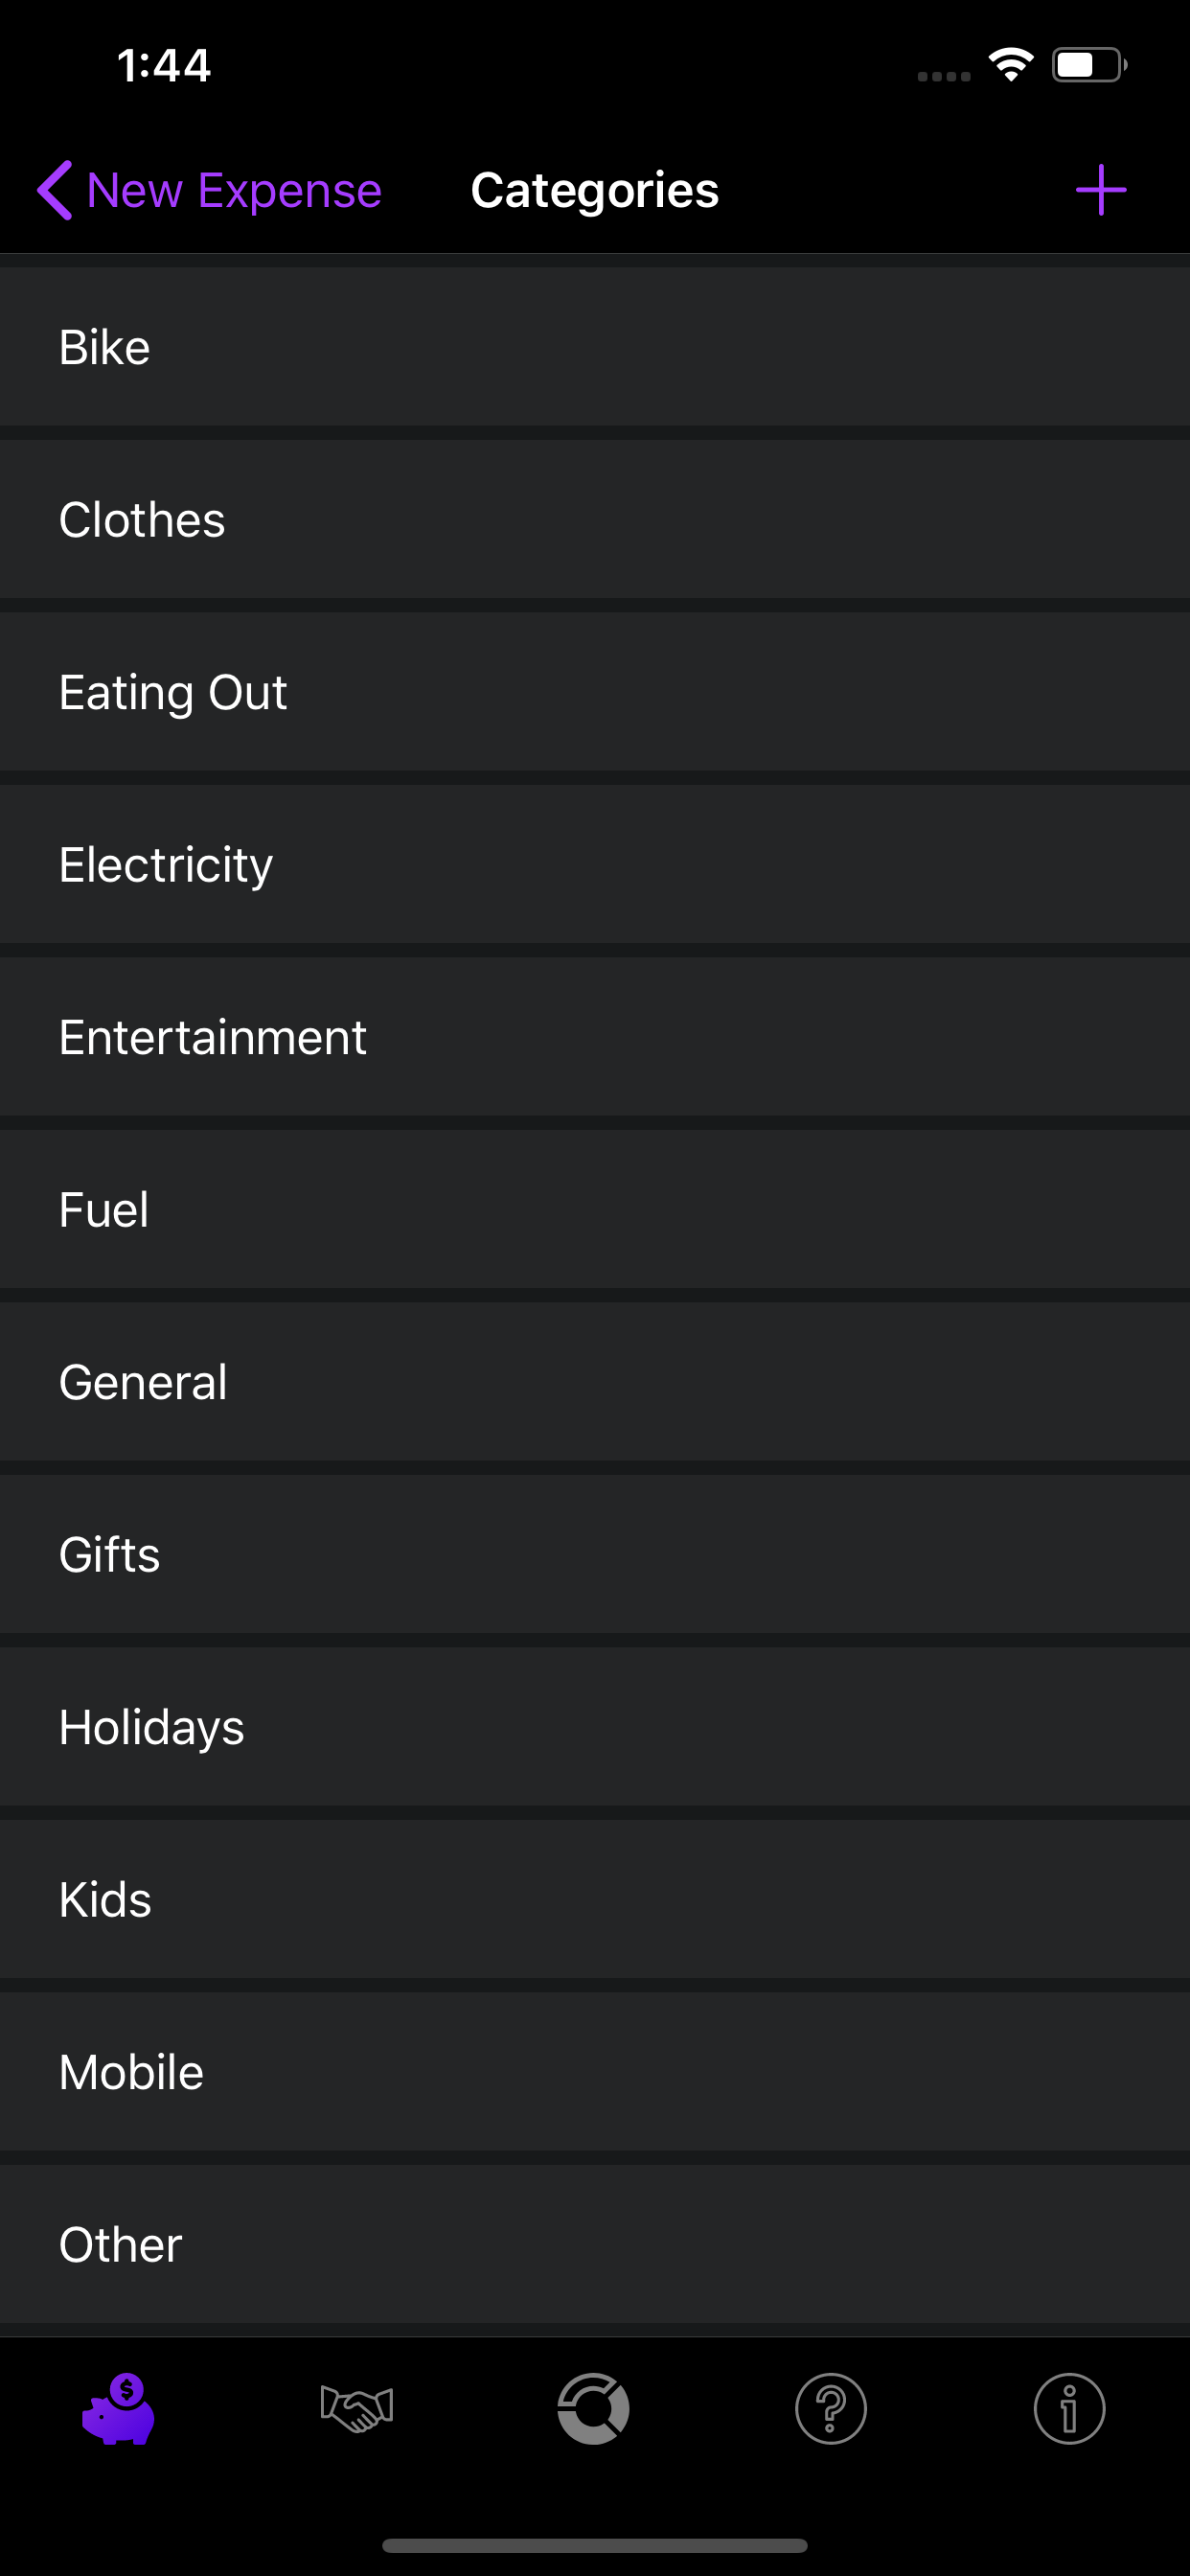 1:44
New Expense
Categories
Bike
Clothes
Eating Out
Electricity
Entertainment
Fuel
General
Gifts
Holidays
Kids
Mobile
Other